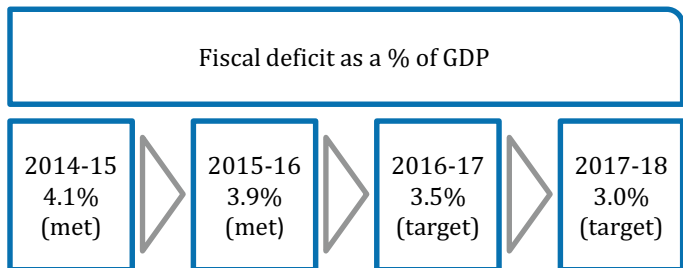 Fiscal deficit as a % of GDP
2014-15
4.1%
(met)
2015-16
3.9%
(met)
2016-17
3.5%
(target)
2017-18
3.0%
(target)